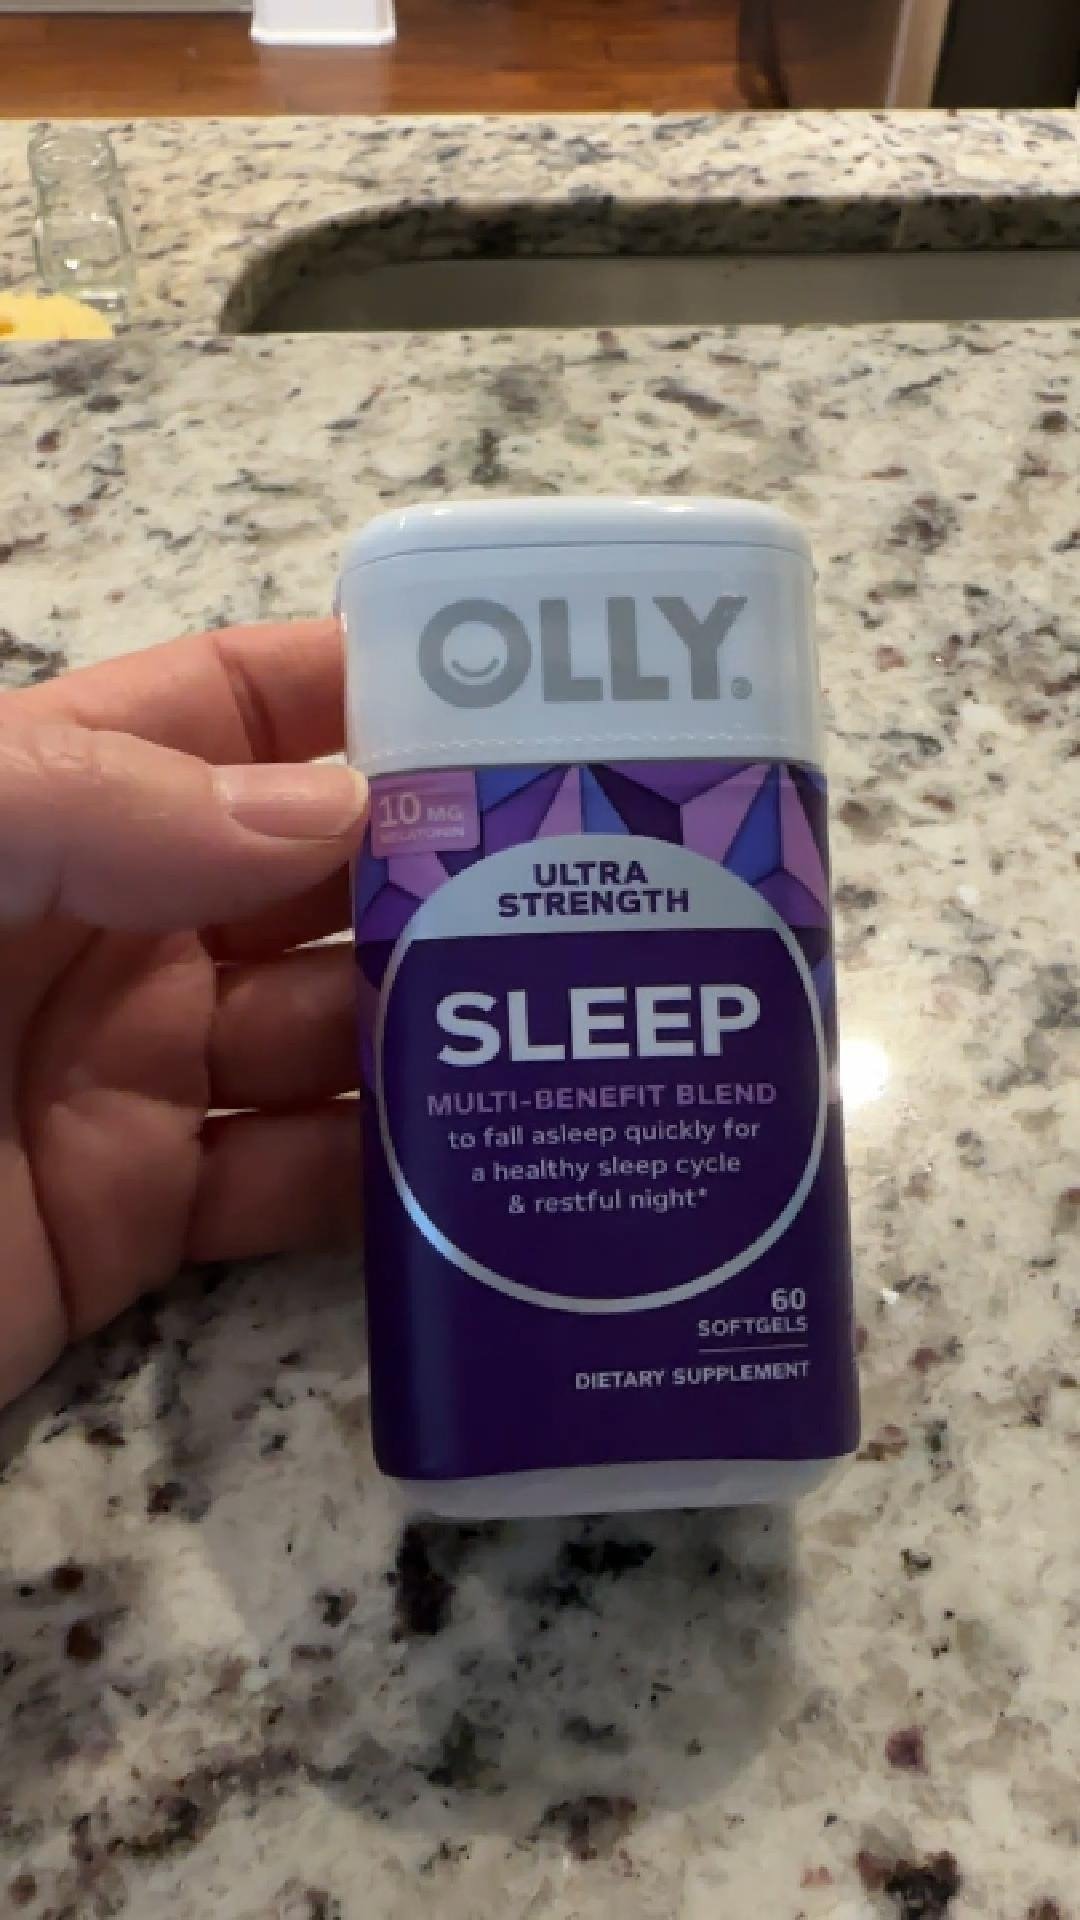 OLLY®
10 MG
MELATONIN
ULTRA
STRENGTH
SLEEP
MULTI-BENEFIT BLEND
to fall asleep quickly for
a healthy sleep cycle
& restful night*
60
SOFTGELS
DIETARY SUPPLEMENT